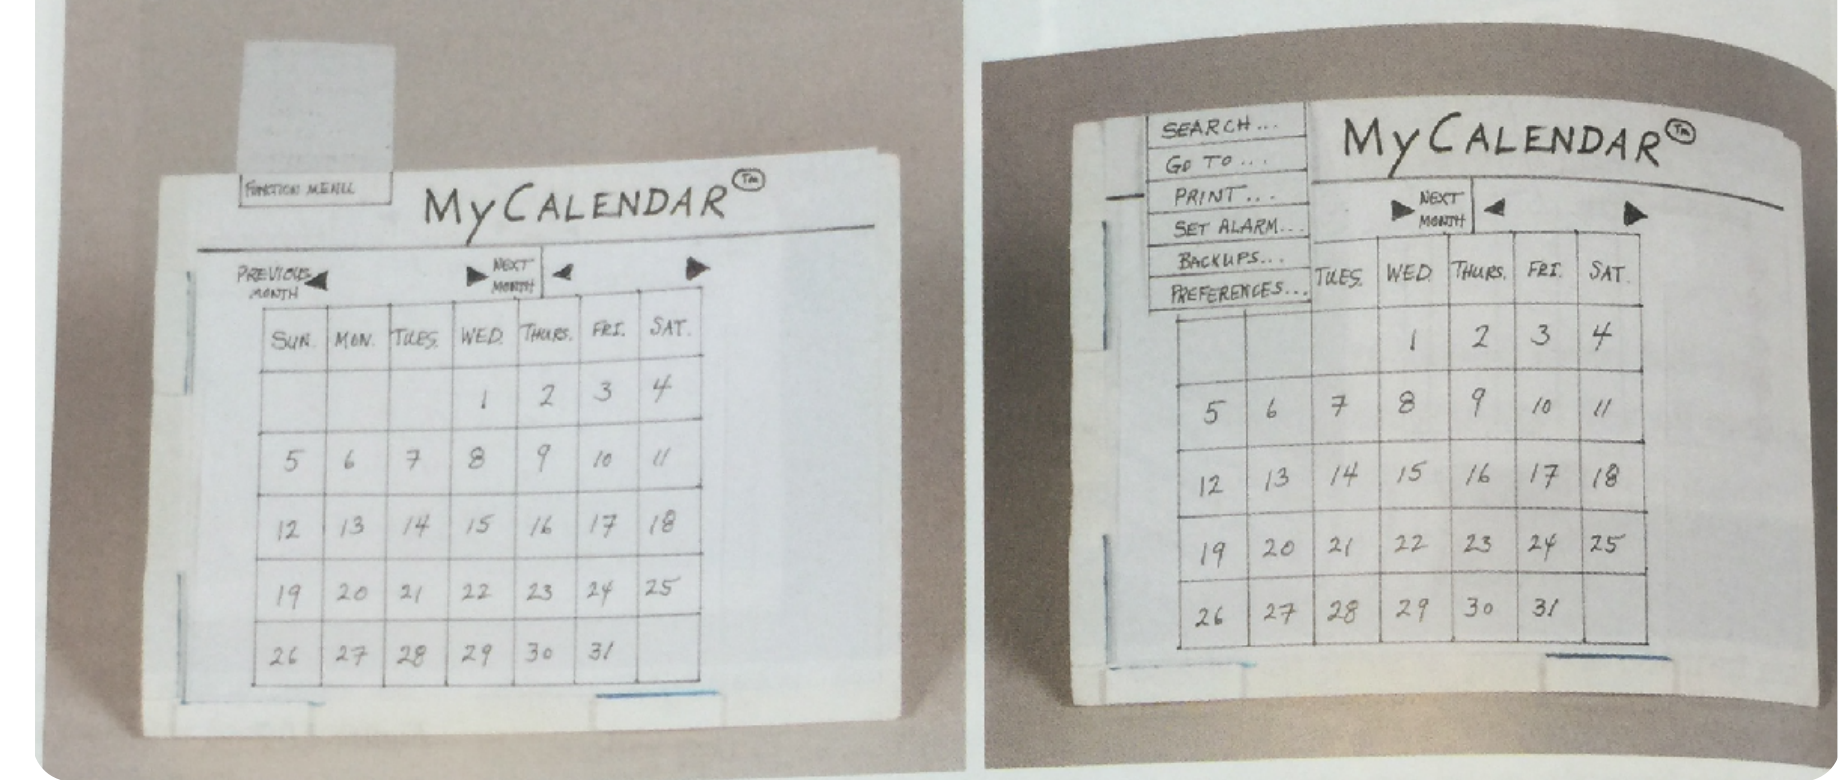 FUNCTION MENU
MyCALENDAR TM
PREVIOUS MONTH
NEXT MONTH
SUN. MON. TUES. WED. THURS. FRI. SAT.
1 2 3 4
5 6 7 8 9 10 11
12 13 14 15 16 17 18
19 20 21 22 23 24 25
26 27 28 29 30 31
SEARCH...
GO TO...
PRINT...
SET ALARM...
BACKUPS...
PREFERENCES...
MyCALENDAR TM
NEXT MONTH
TUES. WED. THURS. FRI. SAT.
1 2 3 4
5 6 7 8 9 10 11
12 13 14 15 16 17 18
19 20 21 22 23 24 25
26 27 28 29 30 31